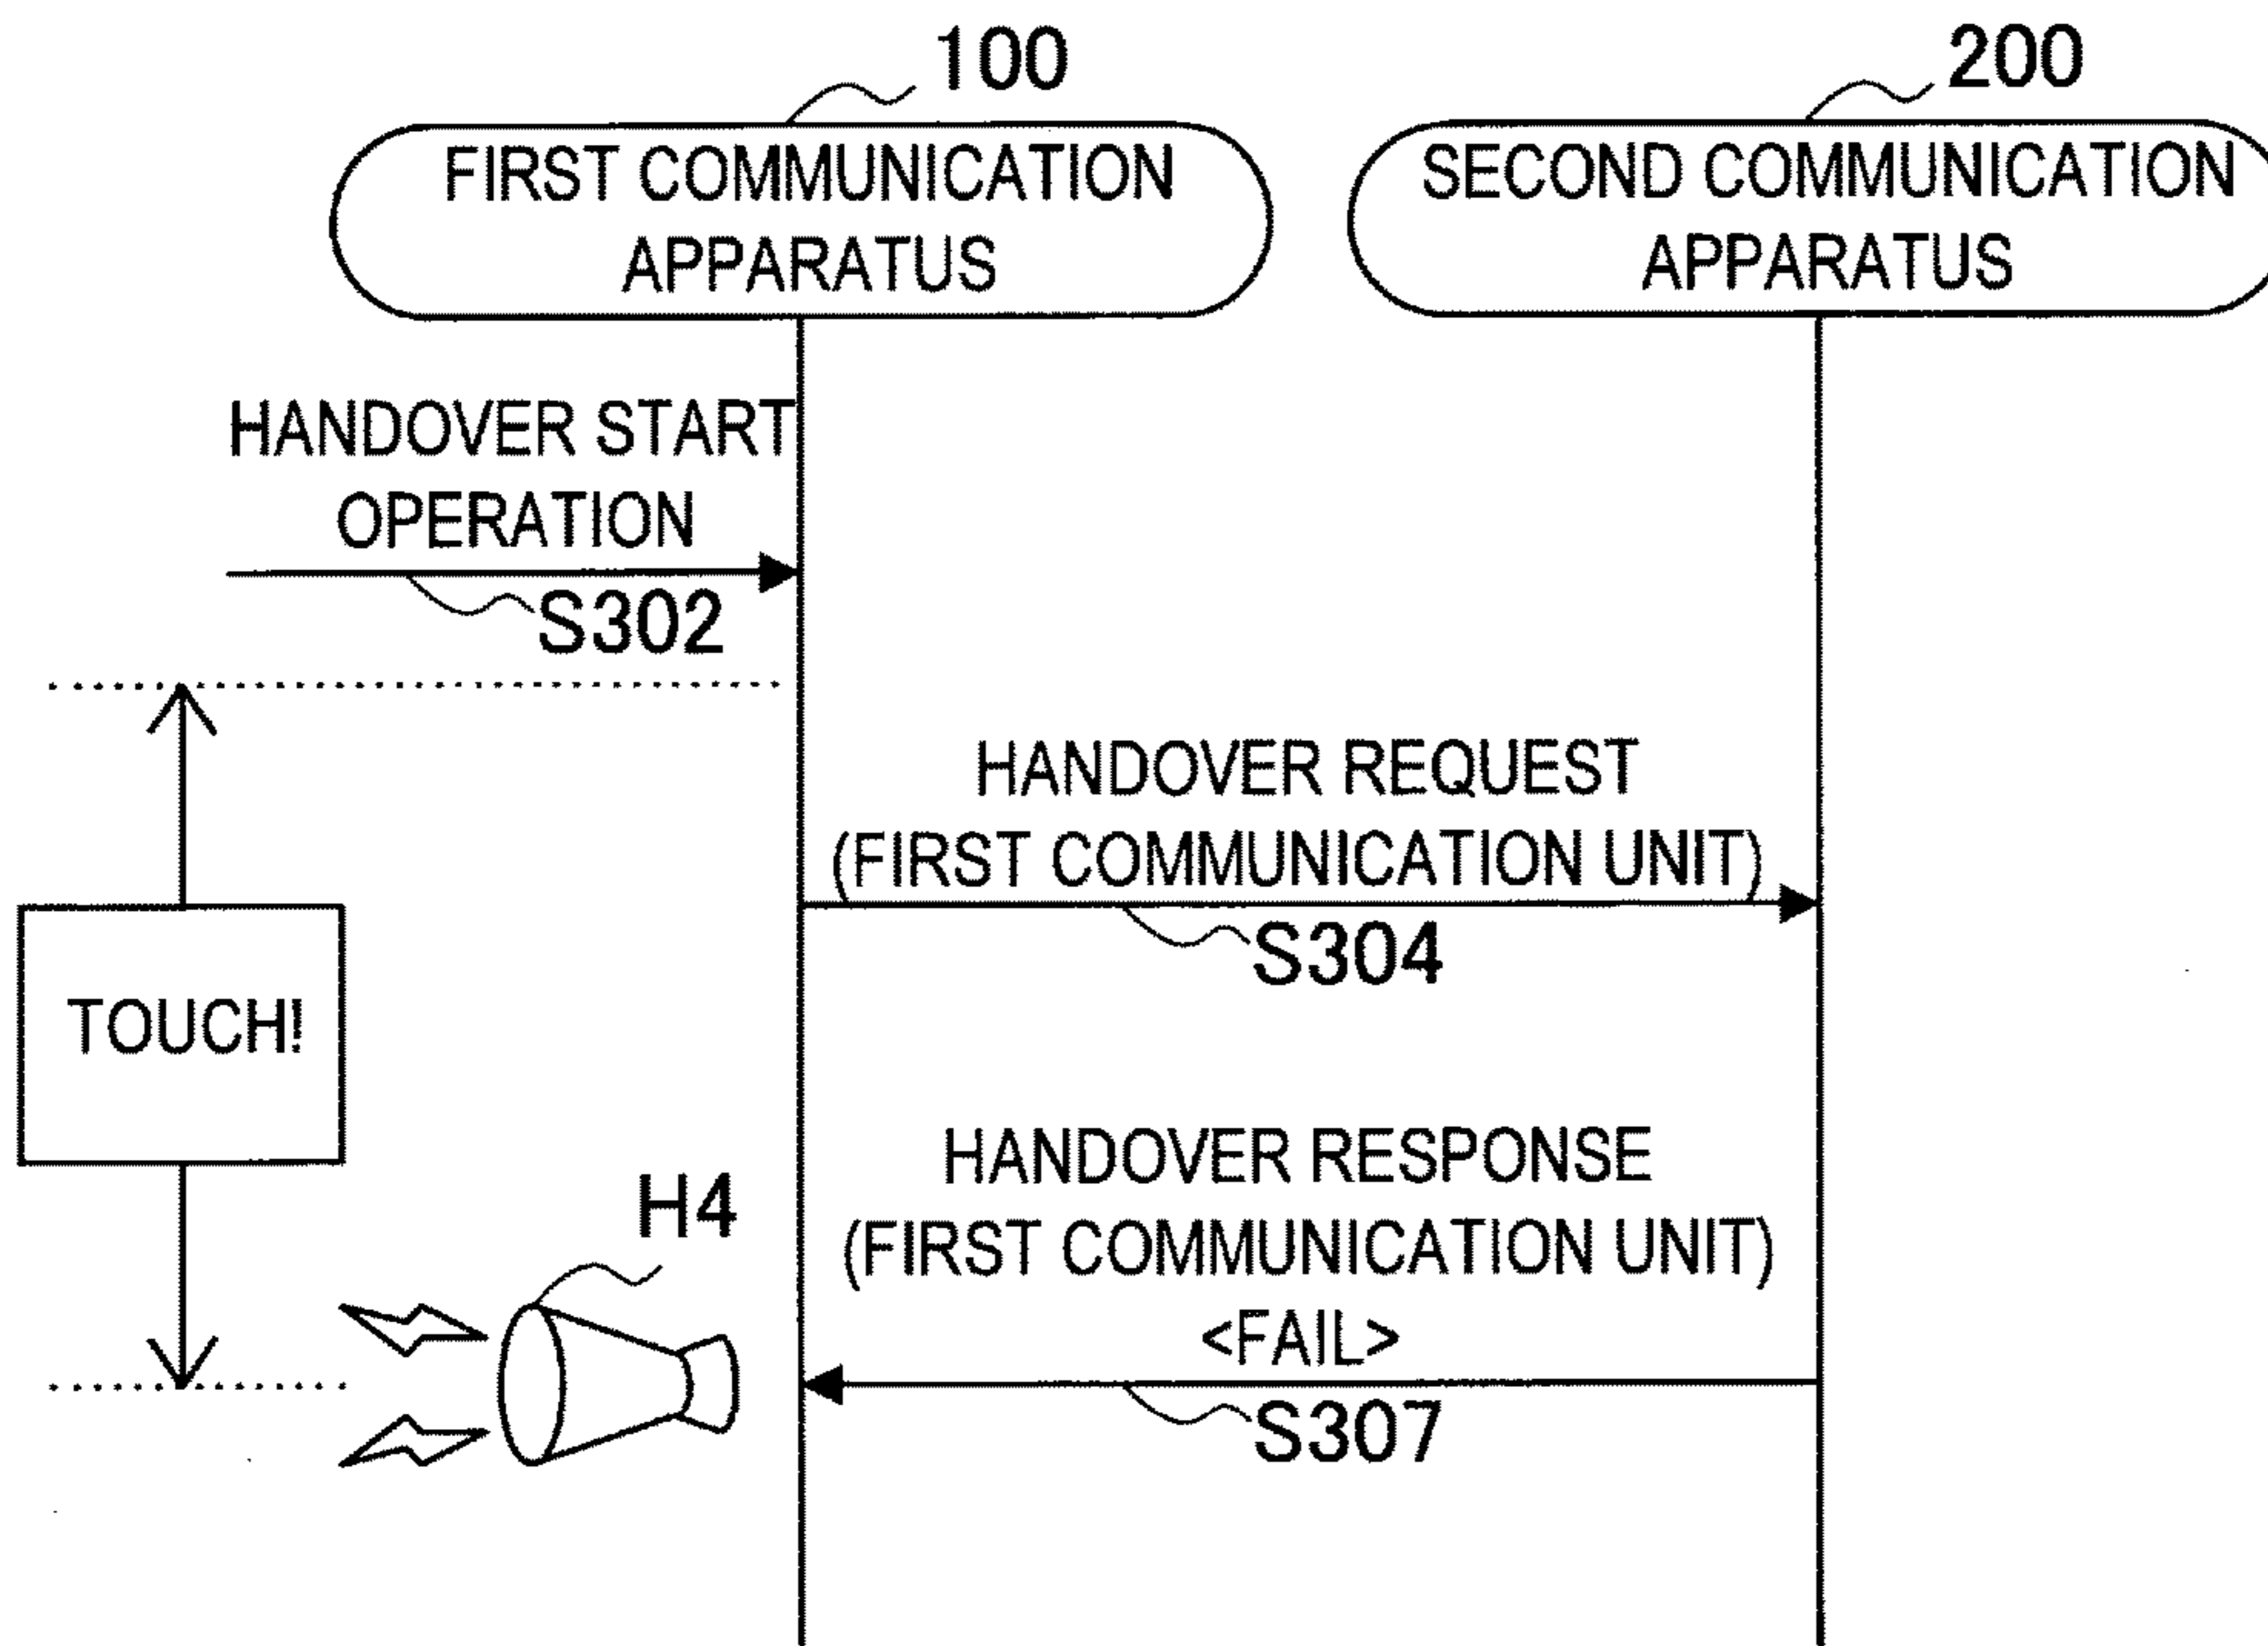 100
200
FIRST COMMUNICATION
APPARATUS
SECOND COMMUNICATION
APPARATUS
HANDOVER START
OPERATION
S302
HANDOVER REQUEST
(FIRST COMMUNICATION UNIT)
S304
TOUCH!
HANDOVER RESPONSE
(FIRST COMMUNICATION UNIT)
<FAIL>
H4
S307